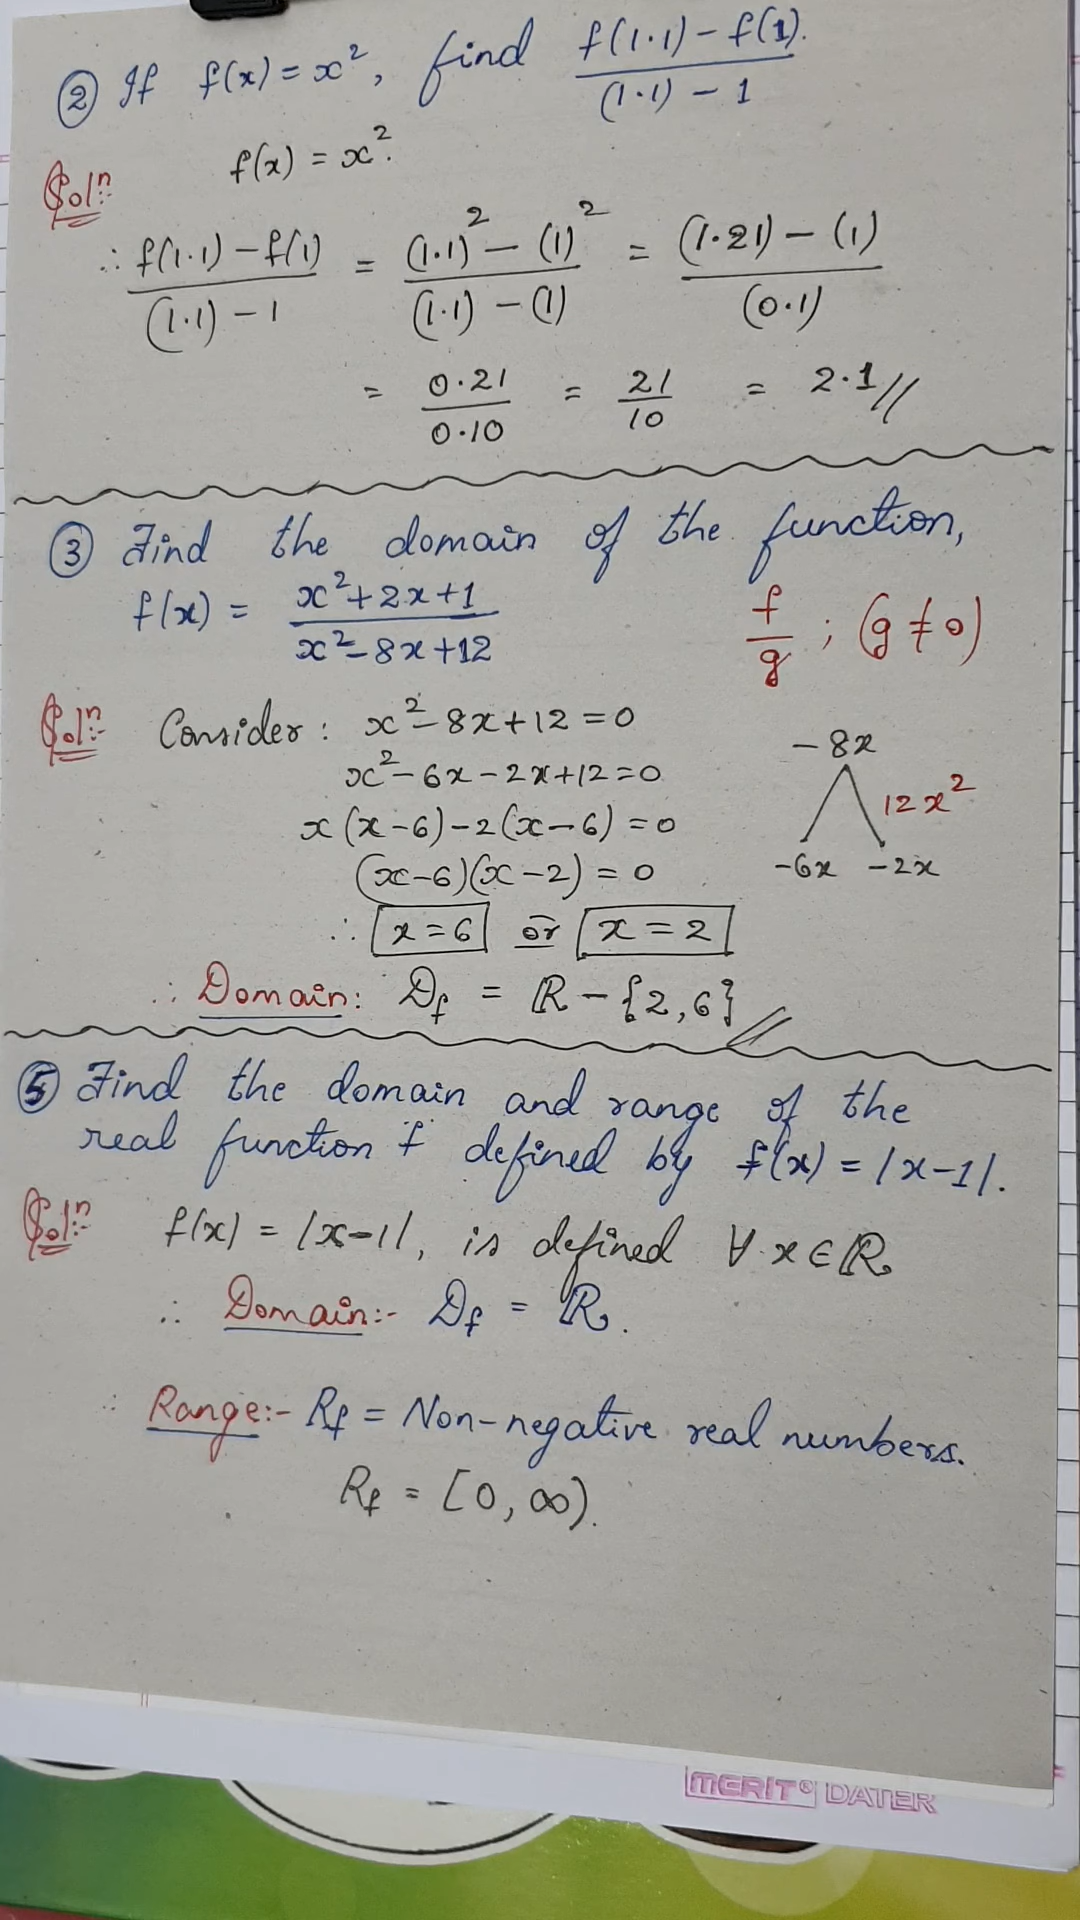 ② If f(x) = x², find f(1.1) - f(1). / (1.1) - 1
Solⁿ:- f(x) = x².
∴ f(1.1) - f(1) / (1.1) - 1 = (1.1)² - (1)² / (1.1) - (1) = (1.21) - (1) / (0.1)
= 0.21 / 0.10 = 21 / 10 = 2.1//
③ Find the domain of the function,
f(x) = x² + 2x + 1 / x² - 8x + 12
f / g ; (g ≠ 0)
Solⁿ:- Consider : x² - 8x + 12 = 0
x² - 6x - 2x + 12 = 0
x (x - 6) - 2 (x - 6) = 0
(x - 6)(x - 2) = 0
∴ x = 6 or x = 2
- 8x
12x²
-6x -2x
∴ Domain: Df = R - {2, 6} //
⑤ Find the domain and range of the
real function f defined by f(x) = |x - 1|.
Solⁿ:- f(x) = |x - 1|, is defined ∀ x ∈ R
∴ Domain:- Df = R.
∴ Range:- Rf = Non-negative real numbers.
Rf = [0, ∞).
MERIT® DATER